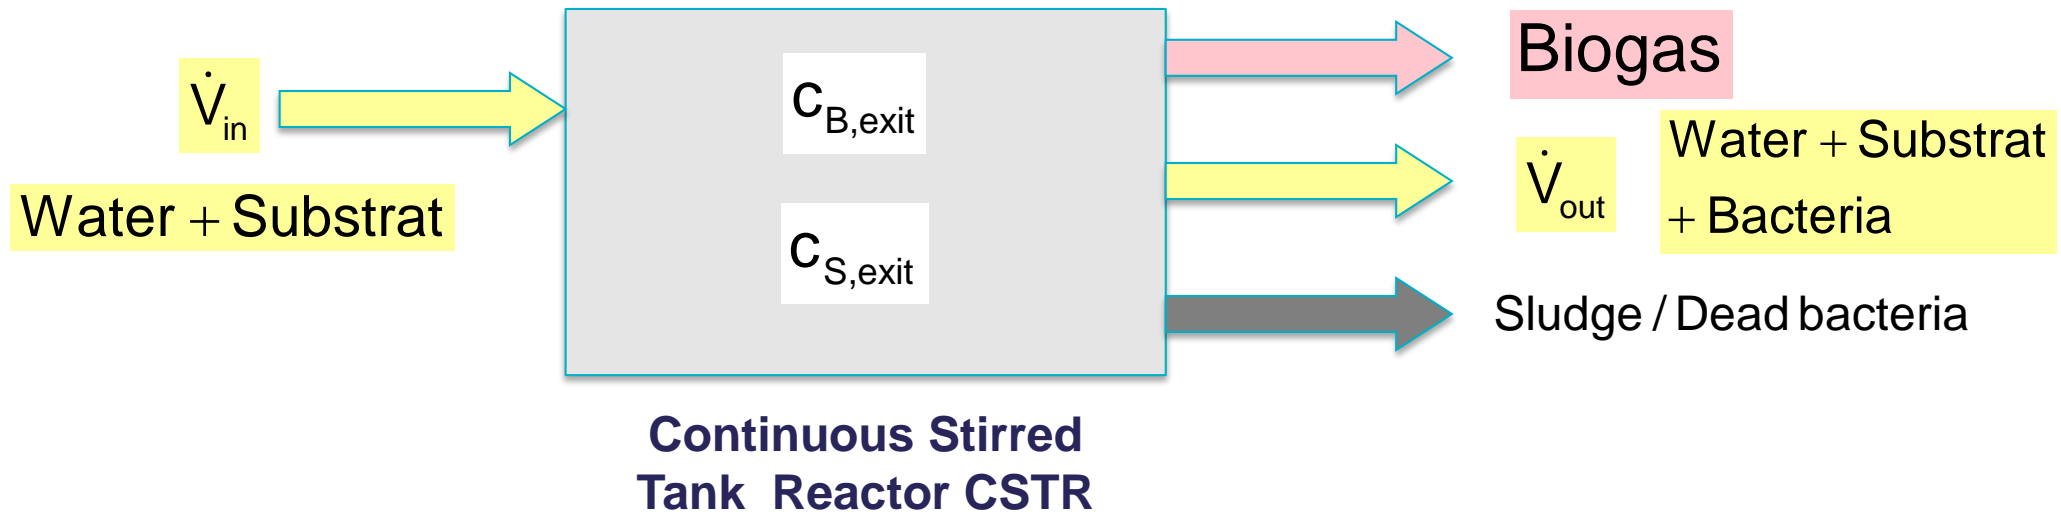 V̇in
Water + Substrat
cB,exit
cS,exit
Biogas
V̇out
Water + Substrat
+ Bacteria
Sludge / Dead bacteria
Continuous Stirred
Tank Reactor CSTR